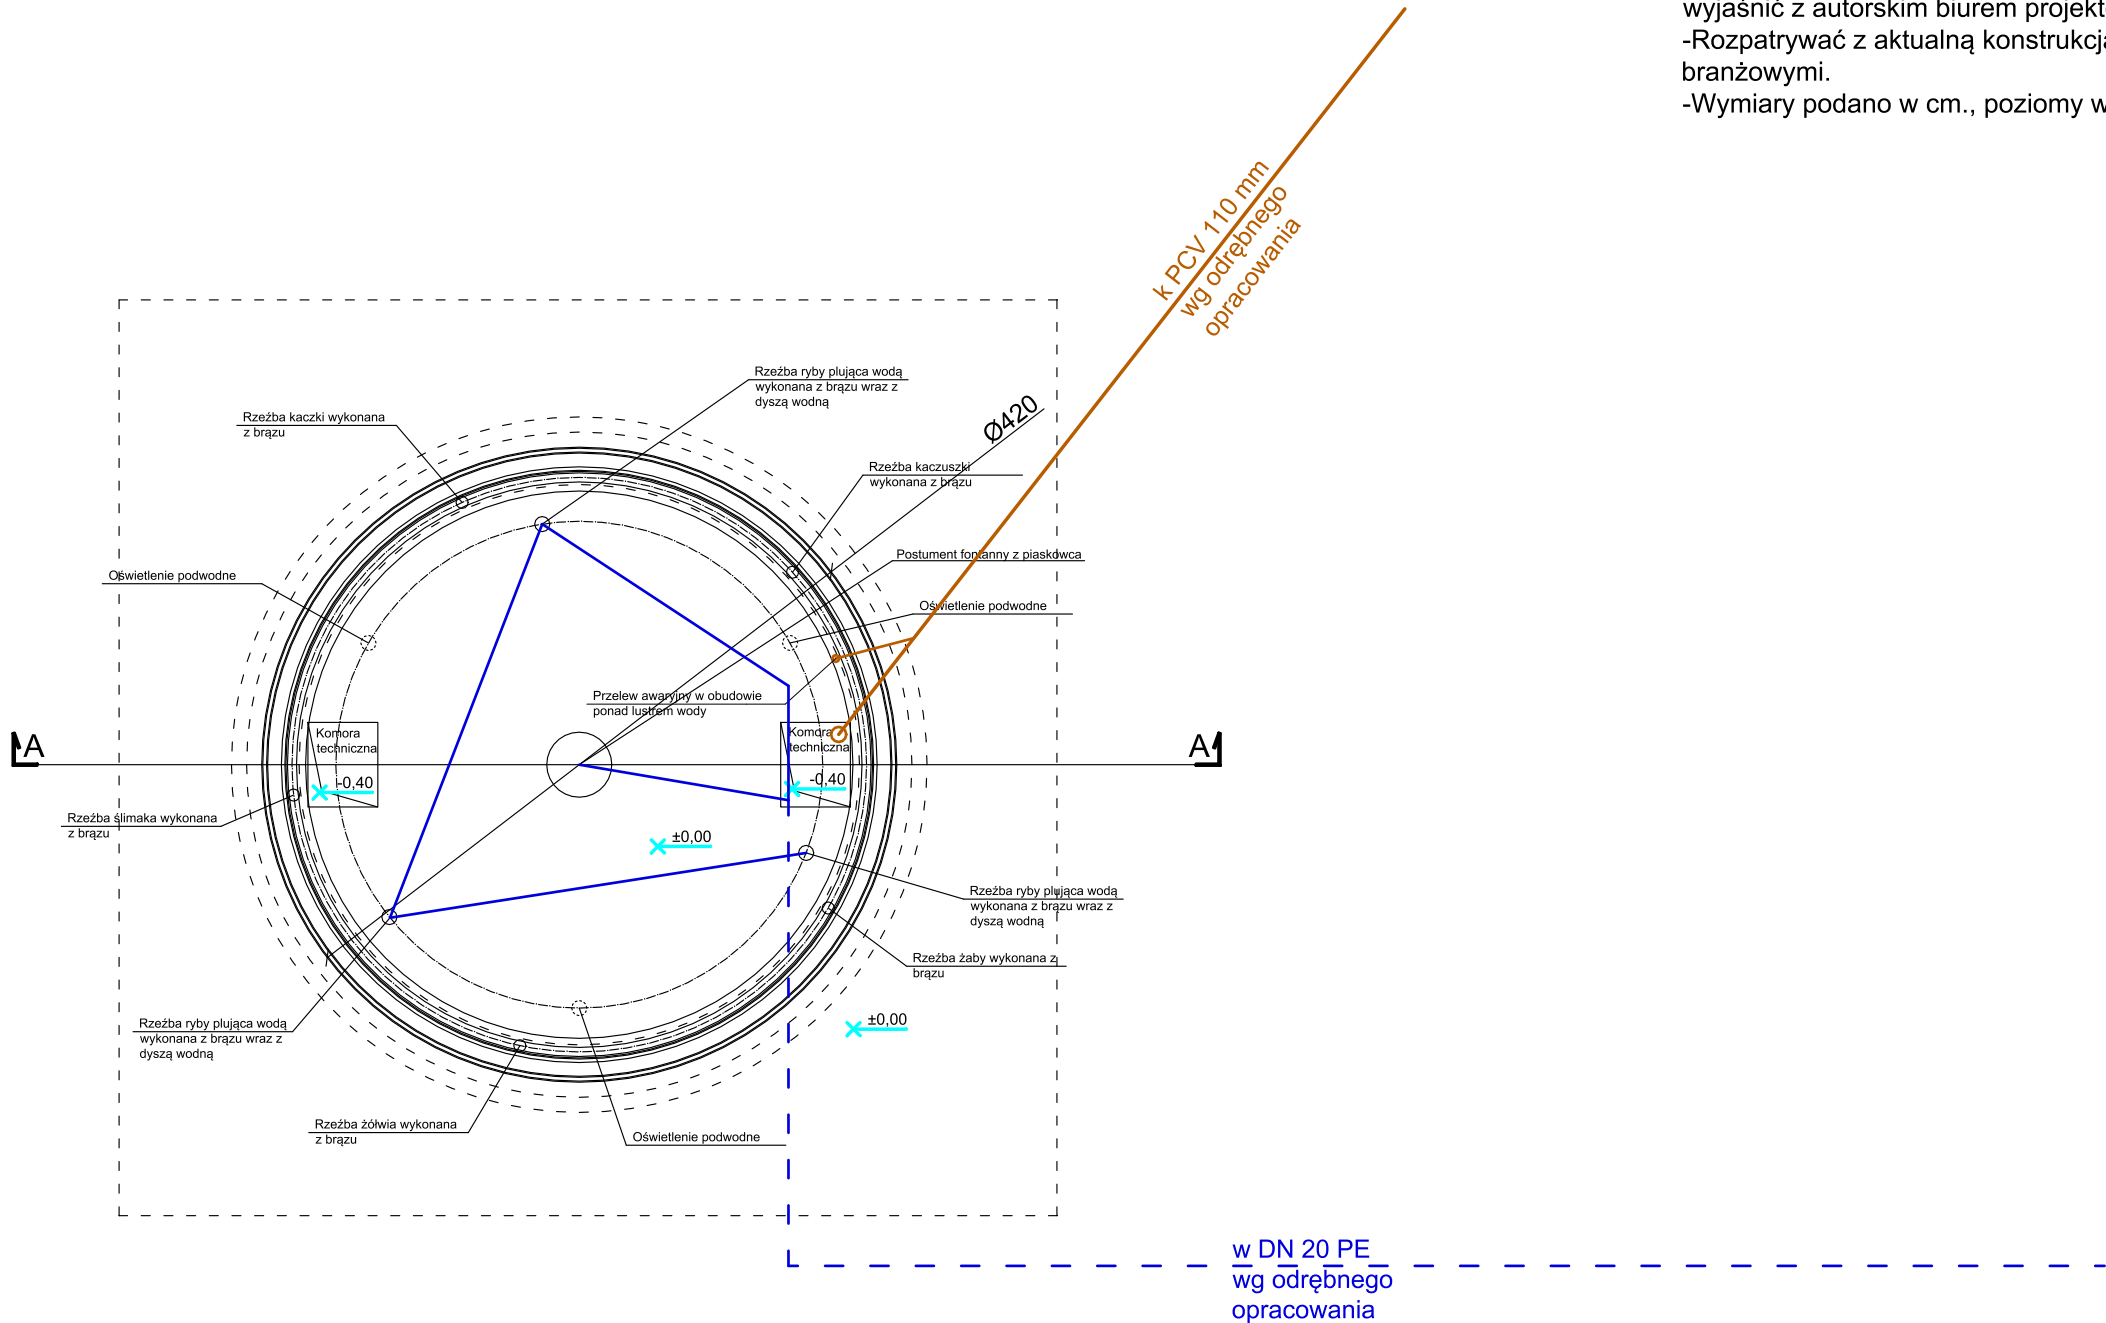 wyjaśnić z autorskim biurem
-Rozpatrywać z aktualną
branżowymi.
-Wymiary podano w cm., poziomy w
k PCV 110 mm
wg odrębnego
opracowania
Rzeźba ryby plująca wodą
wykonana z brązu wraz z
dyszą wodną
Rzeźba kaczki wykonana
z brązu
Ø420
Rzeźba kaczuszki
wykonana z brązu
Postument fontanny z piaskowca
Oświetlenie podwodne
Oświetlenie podwodne
Przelew awaryjny w obudowie
ponad lustrem wody
Komora
techniczna
-0,40
Komora
techniczna
-0,40
A
A
Rzeźba ślimaka wykonana
z brązu
±0,00
Rzeźba ryby plująca wodą
wykonana z brązu wraz z
dyszą wodną
Rzeźba żaby wykonana z
brązu
±0,00
Rzeźba ryby plująca wodą
wykonana z brązu wraz z
dyszą wodną
Rzeźba żółwia wykonana
z brązu
Oświetlenie podwodne
w DN 20 PE
wg odrębnego
opracowania